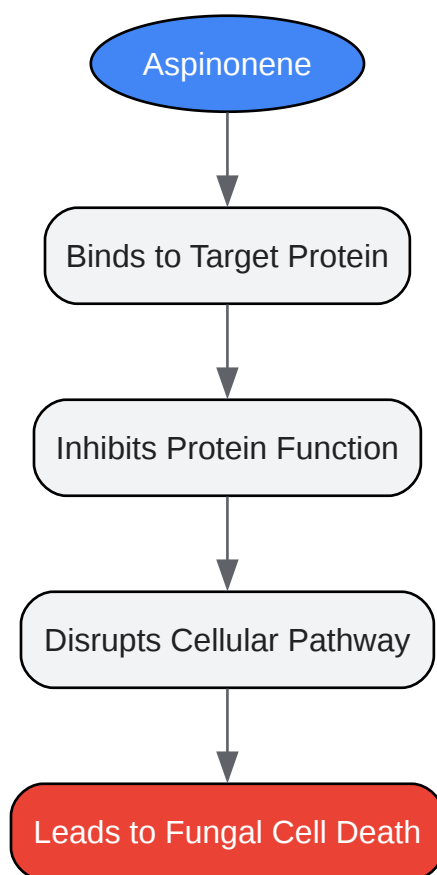 Aspinonene
Binds to Target Protein
Inhibits Protein Function
Disrupts Cellular Pathway
Leads to Fungal Cell Death